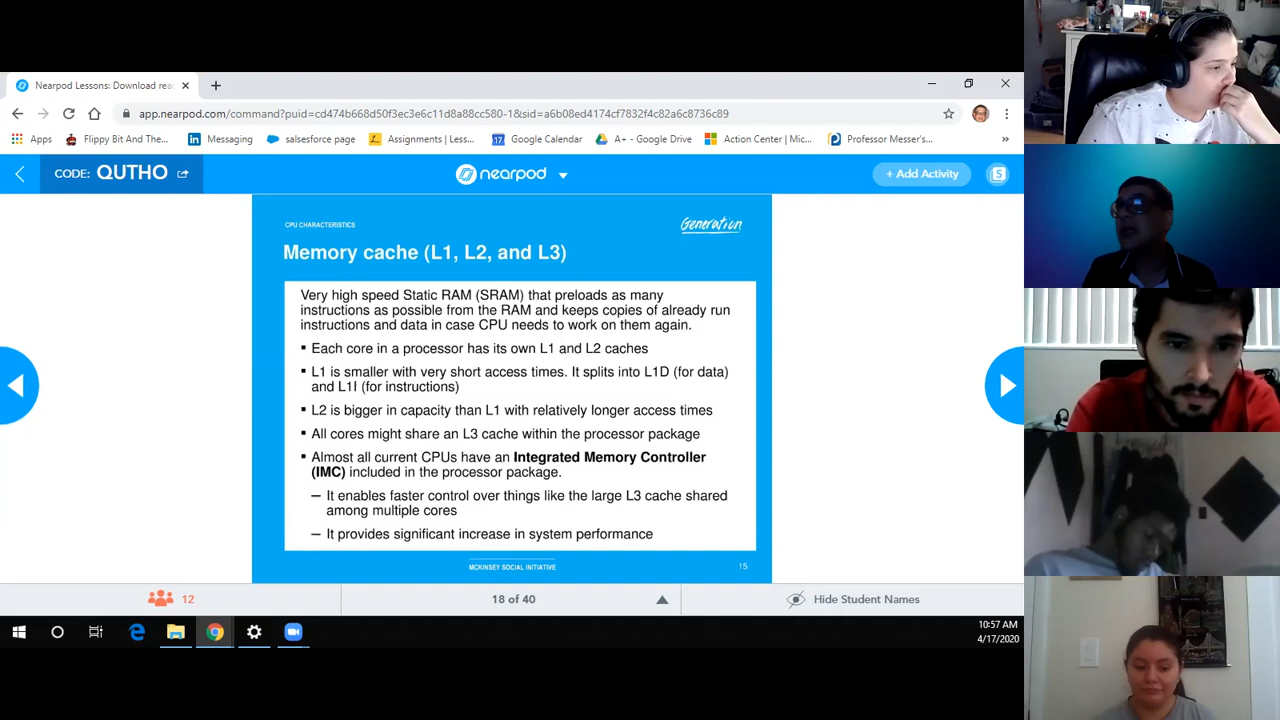 Nearpod Lessons: Download rea
app.nearpod.com/command?puid=cd474b668d50f3ec3e6c11d8a88cc580-1&sid=a6b08ed4174cf7832f4c82a6c8736c89
Apps Flippy Bit And The... Messaging salesforce page Assignments | Less... Google Calendar A+ - Google Drive Action Center | Mic... Professor Messer's... »
CODE: QUTHO nearpod + Add Activity S
CPU CHARACTERISTICS Generation
Memory cache (L1, L2, and L3)
Very high speed Static RAM (SRAM) that preloads as many
instructions as possible from the RAM and keeps copies of already run
instructions and data in case CPU needs to work on them again.
▪ Each core in a processor has its own L1 and L2 caches
▪ L1 is smaller with very short access times. It splits into L1D (for data)
and L1I (for instructions)
▪ L2 is bigger in capacity than L1 with relatively longer access times
▪ All cores might share an L3 cache within the processor package
▪ Almost all current CPUs have an Integrated Memory Controller
(IMC) included in the processor package.
– It enables faster control over things like the large L3 cache shared
among multiple cores
– It provides significant increase in system performance
MCKINSEY SOCIAL INITIATIVE 15
12 18 of 40 Hide Student Names
10:57 AM
4/17/2020